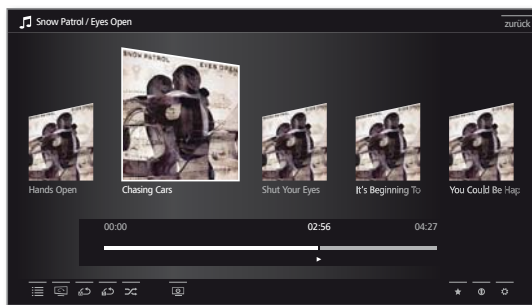 Snow Patrol / Eyes Open
zurück
SNOW PATROL EYES OPEN
Hands Open
Chasing Cars
Shut Your Eyes
It's Beginning To
You Could Be Hap
00:00
02:56
04:27